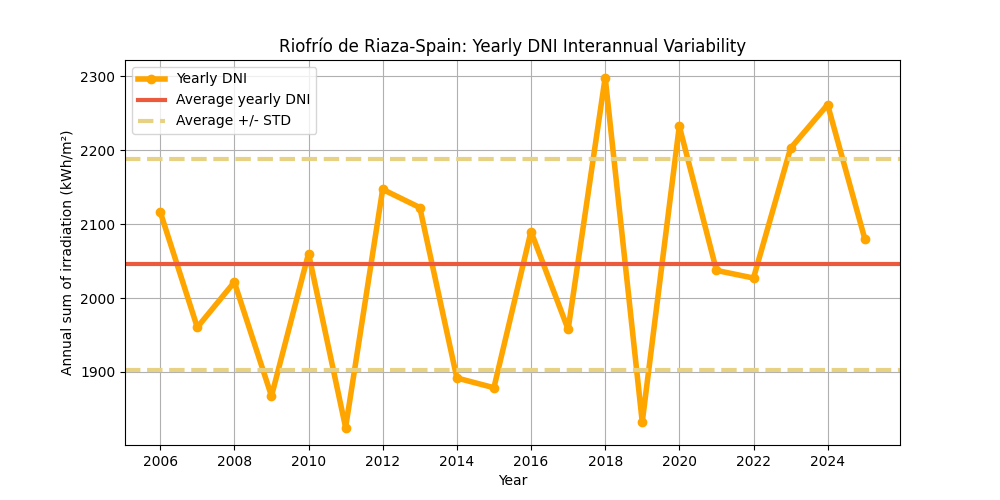 Riofrío de Riaza-Spain: Yearly DNI Interannual Variability
Yearly DNI
Average yearly DNI
Average +/- STD
Annual sum of irradiation (kWh/m²)
2300
2200
2100
2000
1900
2006 2008 2010 2012 2014 2016 2018 2020 2022 2024
Year